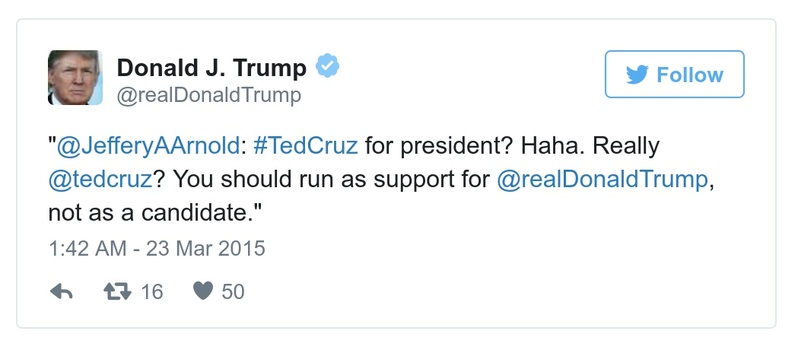 Donald J. Trump
@realDonaldTrump
Follow
"@JefferyAArnold: #TedCruz for president? Haha. Really
@tedcruz? You should run as support for @realDonaldTrump,
not as a candidate."
1:42 AM - 23 Mar 2015
16 50